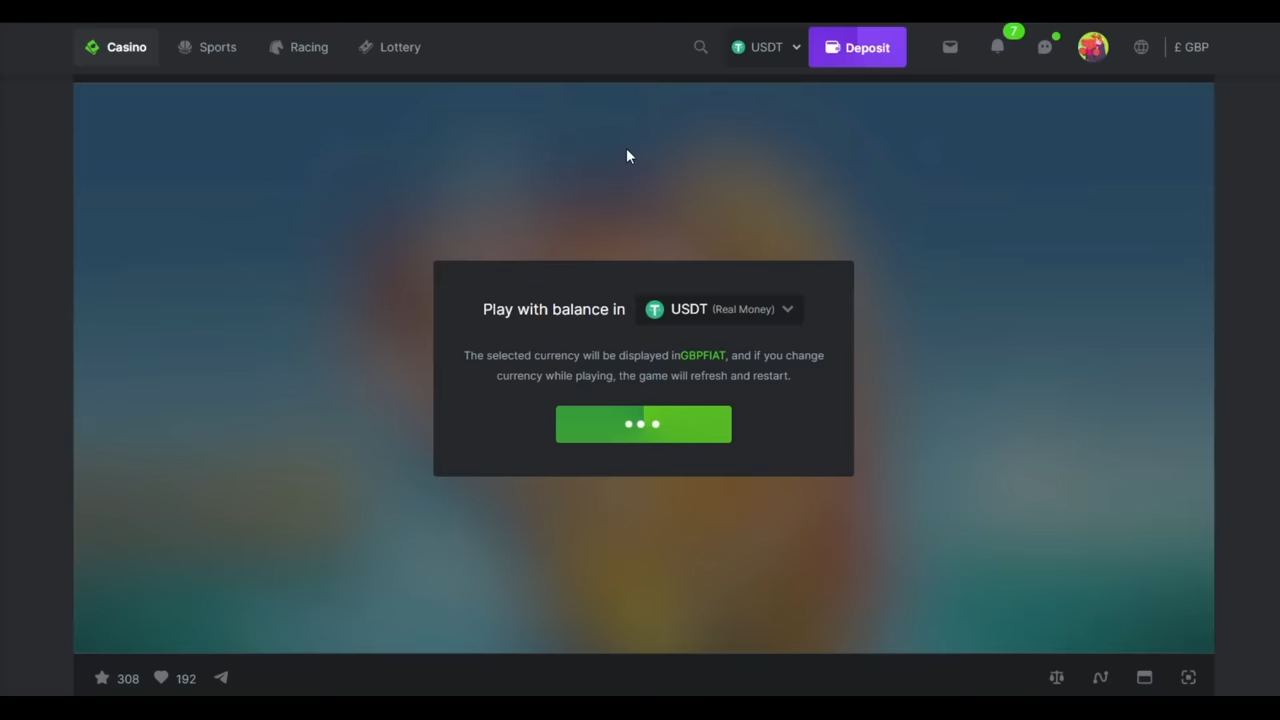 Casino Sports Racing Lottery USDT Deposit 7 £ GBP
Play with balance in USDT (Real Money)
The selected currency will be displayed inGBPFIAT, and if you change
currency while playing, the game will refresh and restart.
308 192